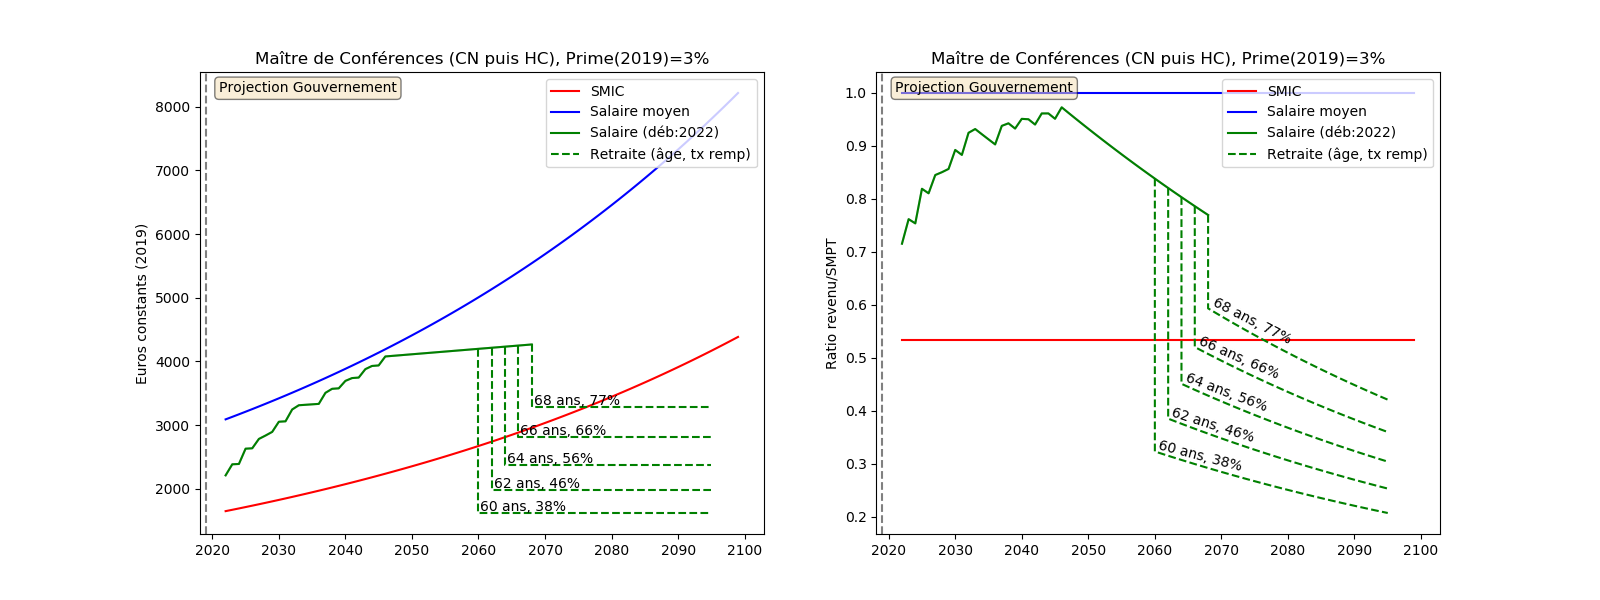 Maître de Conférences (CN puis HC), Prime(2019)=3%
Projection Gouvernement
SMIC
Salaire moyen
Salaire (déb:2022)
Retraite (âge, tx remp)
Euros constants (2019)
8000
7000
6000
5000
4000
3000
2000
68 ans, 77%
66 ans, 66%
64 ans, 56%
62 ans, 46%
60 ans, 38%
2020 2030 2040 2050 2060 2070 2080 2090 2100
Maître de Conférences (CN puis HC), Prime(2019)=3%
Projection Gouvernement
SMIC
Salaire moyen
Salaire (déb:2022)
Retraite (âge, tx remp)
Ratio revenu/SMPT
1.0
0.9
0.8
0.7
0.6
0.5
0.4
0.3
0.2
68 ans, 77%
66 ans, 66%
64 ans, 56%
62 ans, 46%
60 ans, 38%
2020 2030 2040 2050 2060 2070 2080 2090 2100